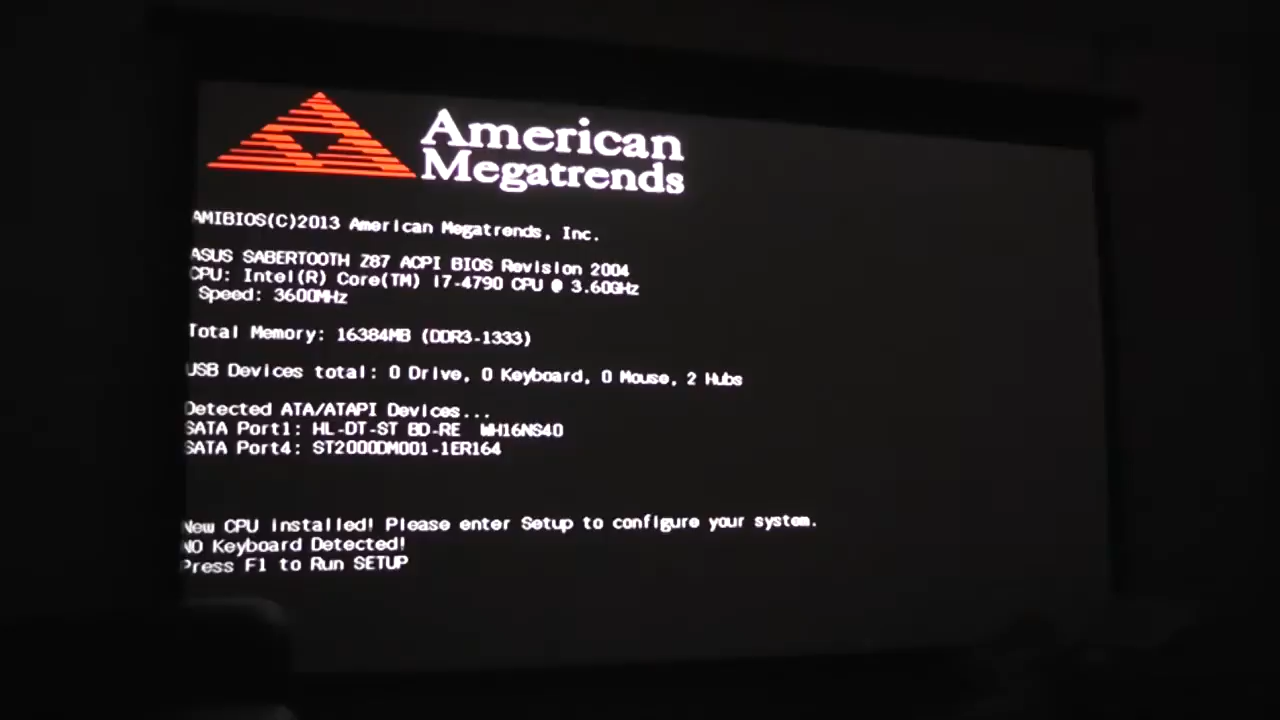 American
Megatrends
AMIBIOS(C)2013 American Megatrends, Inc.
ASUS SABERTOOTH Z87 ACPI BIOS Revision 2004
CPU: Intel(R) Core(TM) i7-4790 CPU @ 3.60GHz
Speed: 3600MHz
Total Memory: 16384MB (DDR3-1333)
USB Devices total: 0 Drive, 0 Keyboard, 0 Mouse, 2 Hubs
Detected ATA/ATAPI Devices...
SATA Port1: HL-DT-ST BD-RE  WH16NS40
SATA Port4: ST2000DM001-1ER164
New CPU installed! Please enter Setup to configure your system.
NO Keyboard Detected!
Press F1 to Run SETUP